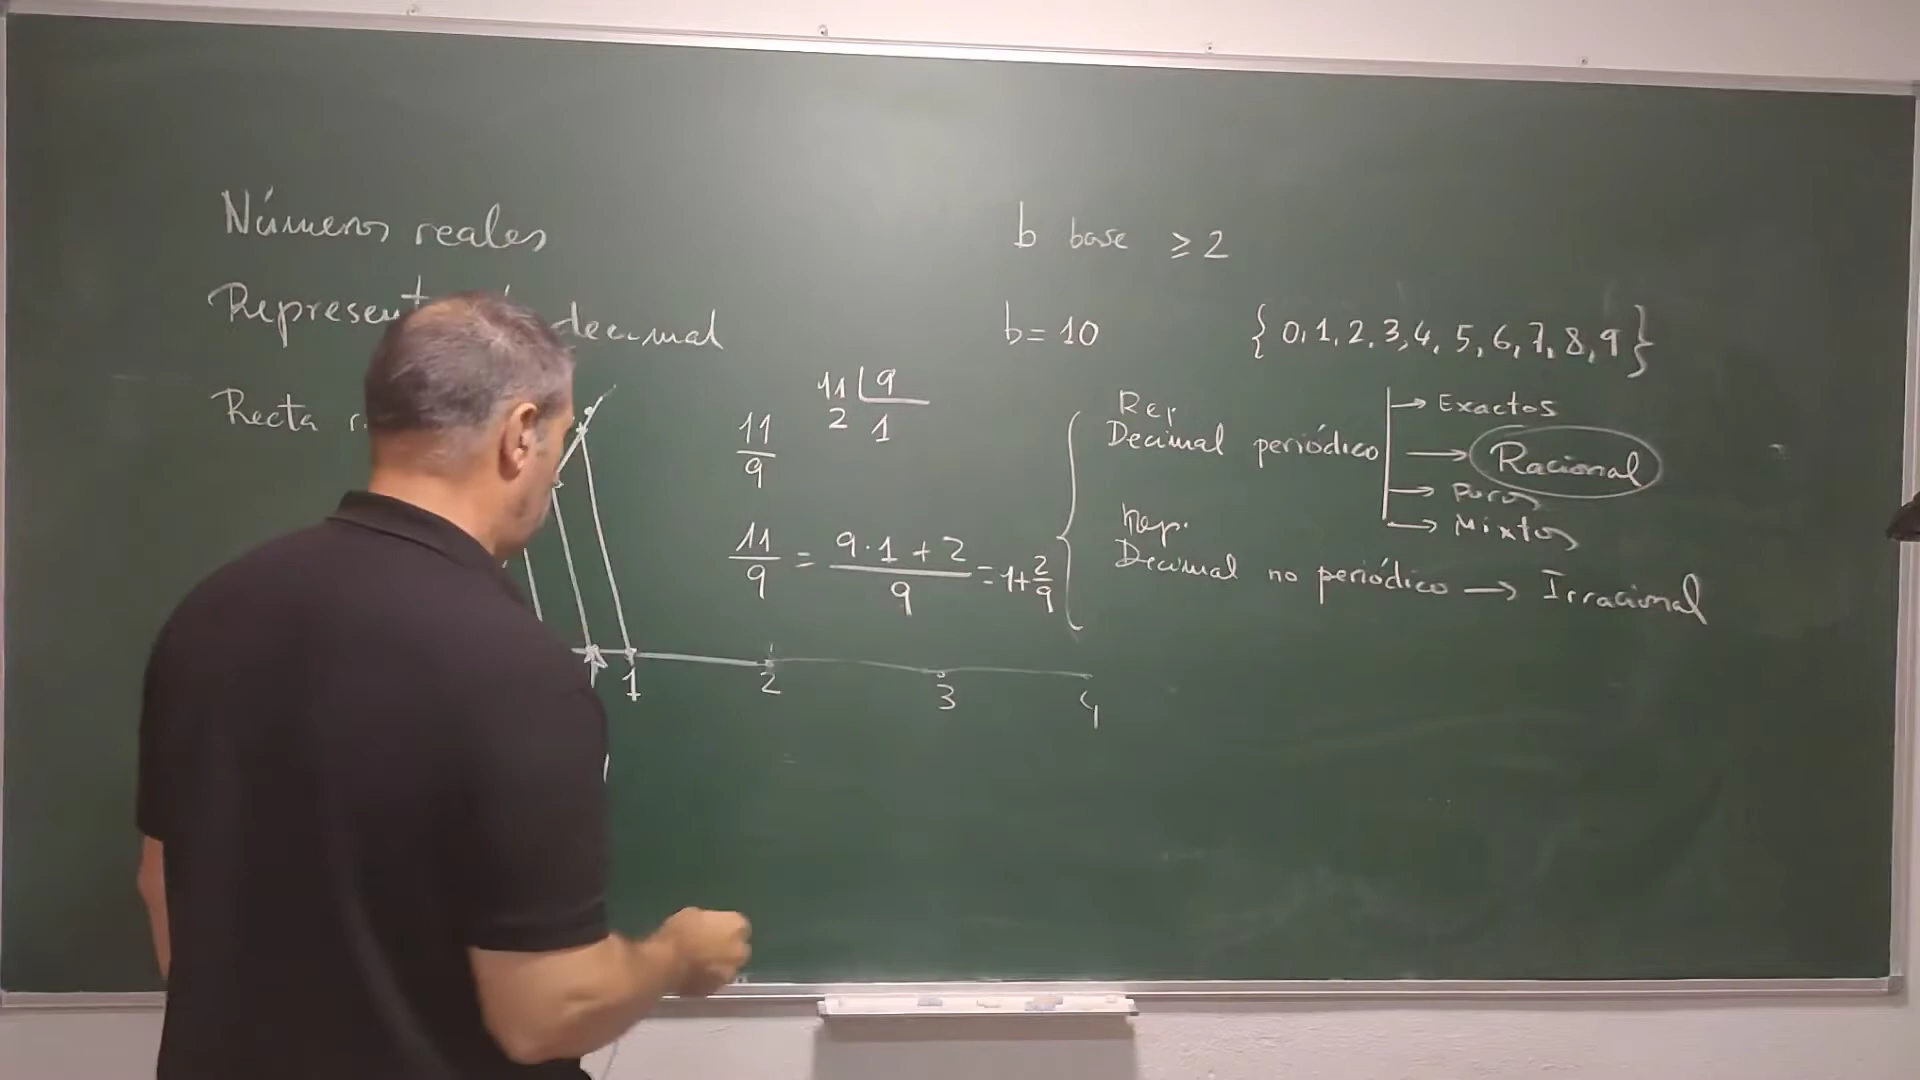 Números reales
decimal
Recta
b base ≥ 2
b = 10
{ 0, 1, 2, 3, 4, 5, 6, 7, 8, 9 }
11/9
11 | 9
2 1
11/9 = (9·1 + 2)/9 = 1 + 2/9
Rep.
Decimal periódico
→ Exactos
→ Racional
→ Puros
→ Mixtos
Rep.
Decimal no periódico → Irracional
1 2 3 4